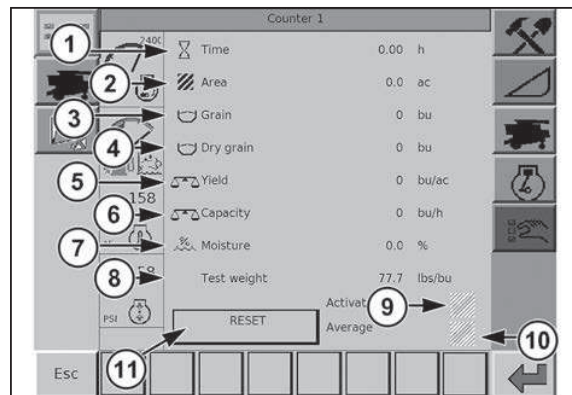 Counter 1
1
2400
Time 0.00 h
2
Area 0.0 ac
3
Grain 0 bu
4
Dry grain 0 bu
5
Yield 0 bu/ac
158
6
Capacity 0 bu/h
7
% Moisture 0.0 %
8
Test weight 77.7 lbs/bu
Activat
9
PSI
RESET
Average
10
11
Esc